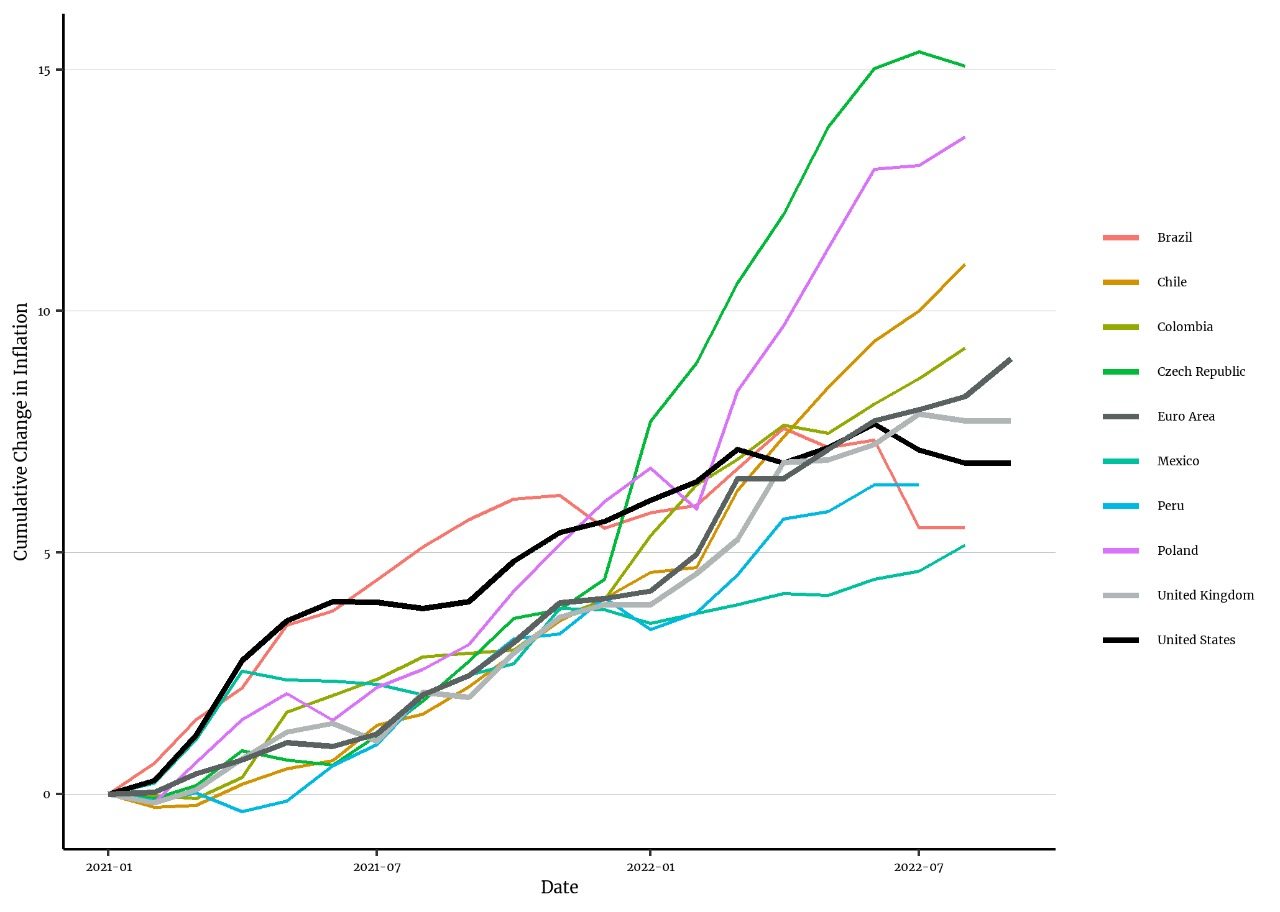 Cumulative Change in Inflation
15
10
5
0
2021-01
2021-07
2022-01
2022-07
Date
Brazil
Chile
Colombia
Czech Republic
Euro Area
Mexico
Peru
Poland
United Kingdom
United States